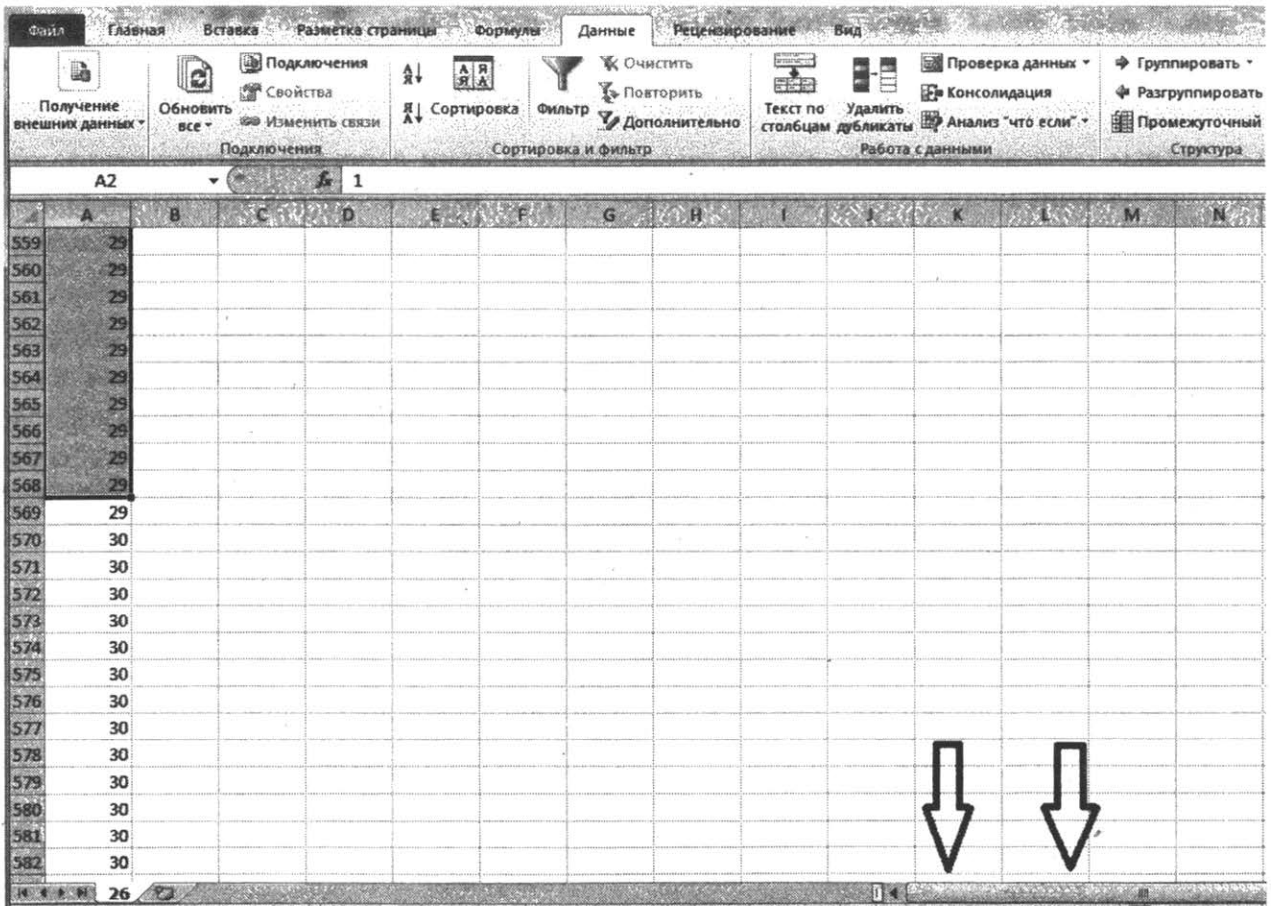 Файл Главная Вставка Разметка страницы Формулы Данные Рецензирование Вид
Получение внешних данных
Обновить все
Подключения
Свойства
Изменить связи
Подключения
Сортировка
Фильтр
Очистить
Повторить
Дополнительно
Сортировка и фильтр
Текст по столбцам
Удалить дубликаты
Проверка данных
Консолидация
Анализ "что если"
Работа с данными
Группировать
Разгруппировать
Промежуточный
Структура
A2 fx 1
A B C D E F G H I J K L M N
559 29
560 29
561 29
562 29
563 29
564 29
565 29
566 29
567 29
568 29
569 29
570 30
571 30
572 30
573 30
574 30
575 30
576 30
577 30
578 30
579 30
580 30
581 30
582 30
26